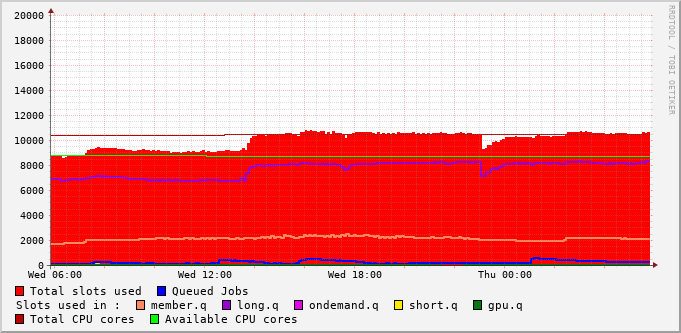 20000
18000
16000
14000
12000
10000
8000
6000
4000
2000
0
Wed 06:00 Wed 12:00 Wed 18:00 Thu 00:00
RRDTOOL / TOBI OETIKER
Total slots used Queued Jobs
Slots used in : member.q long.q ondemand.q short.q gpu.q
Total CPU cores Available CPU cores